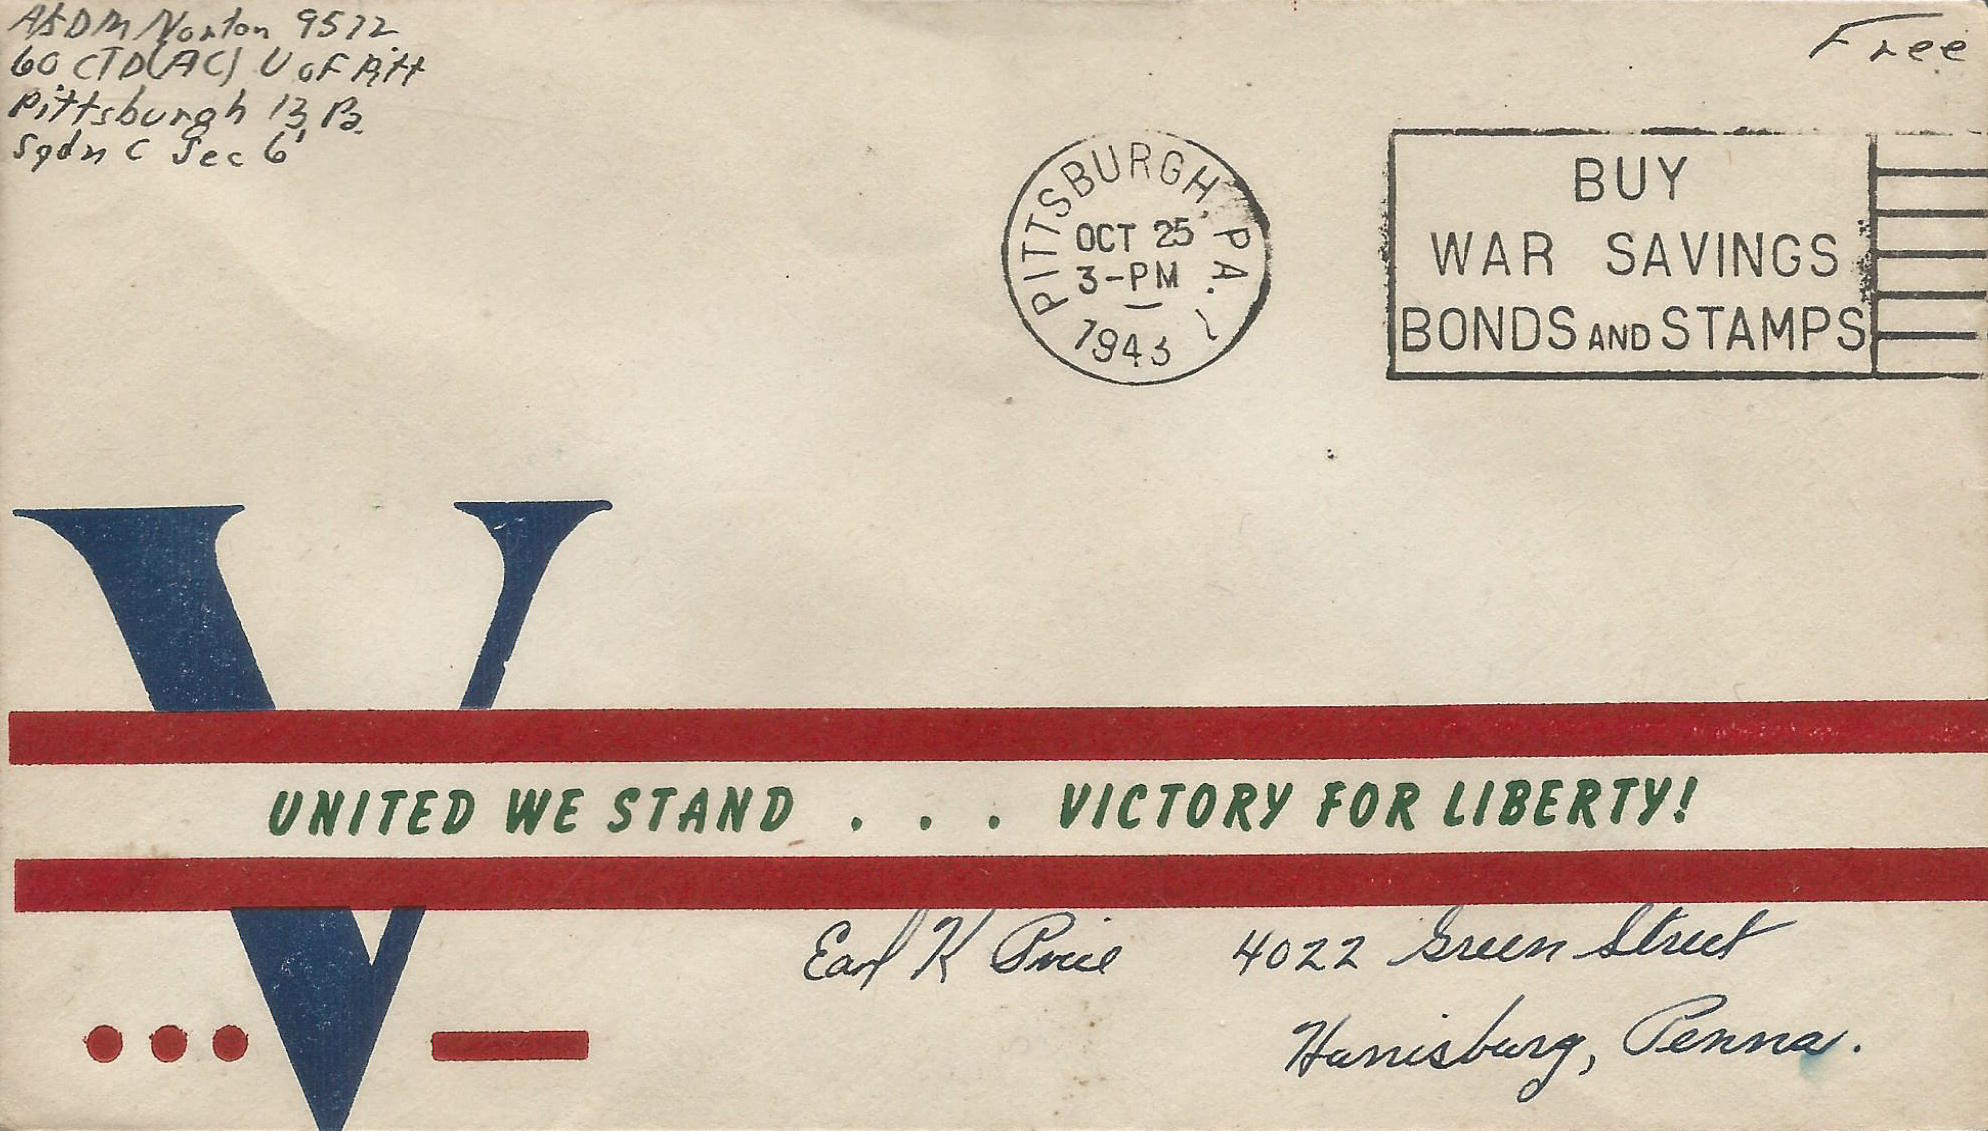 A/S D M Norton 9572
60 CTD(AC) U of Pitt
Pittsburgh 13, Pa.
Sqdn C Sec 6
Free
PITTSBURGH, PA.
OCT 25
3-PM
1943
BUY
WAR SAVINGS
BONDS AND STAMPS
V
UNITED WE STAND . . . VICTORY FOR LIBERTY!
Earl K Price 4022 Green Street
Harrisburg, Penna.